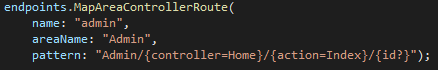 endpoints.MapAreaControllerRoute(
name: "admin",
areaName: "Admin",
pattern: "Admin/{controller=Home}/{action=Index}/{id?}");